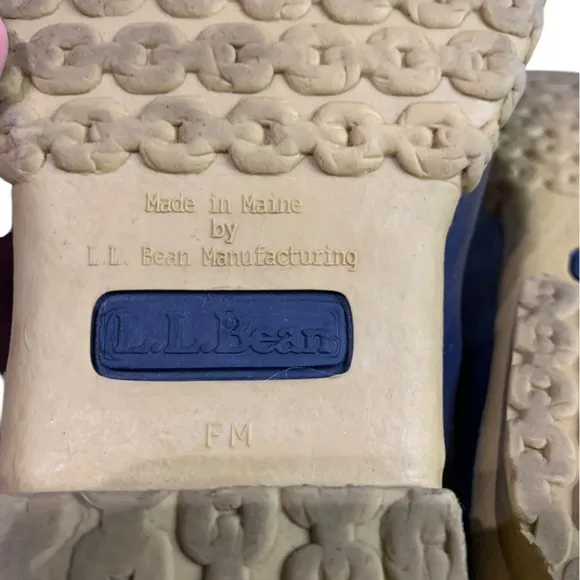 Made in Maine
by
L.L. Bean Manufacturing
L.L.Bean
FM